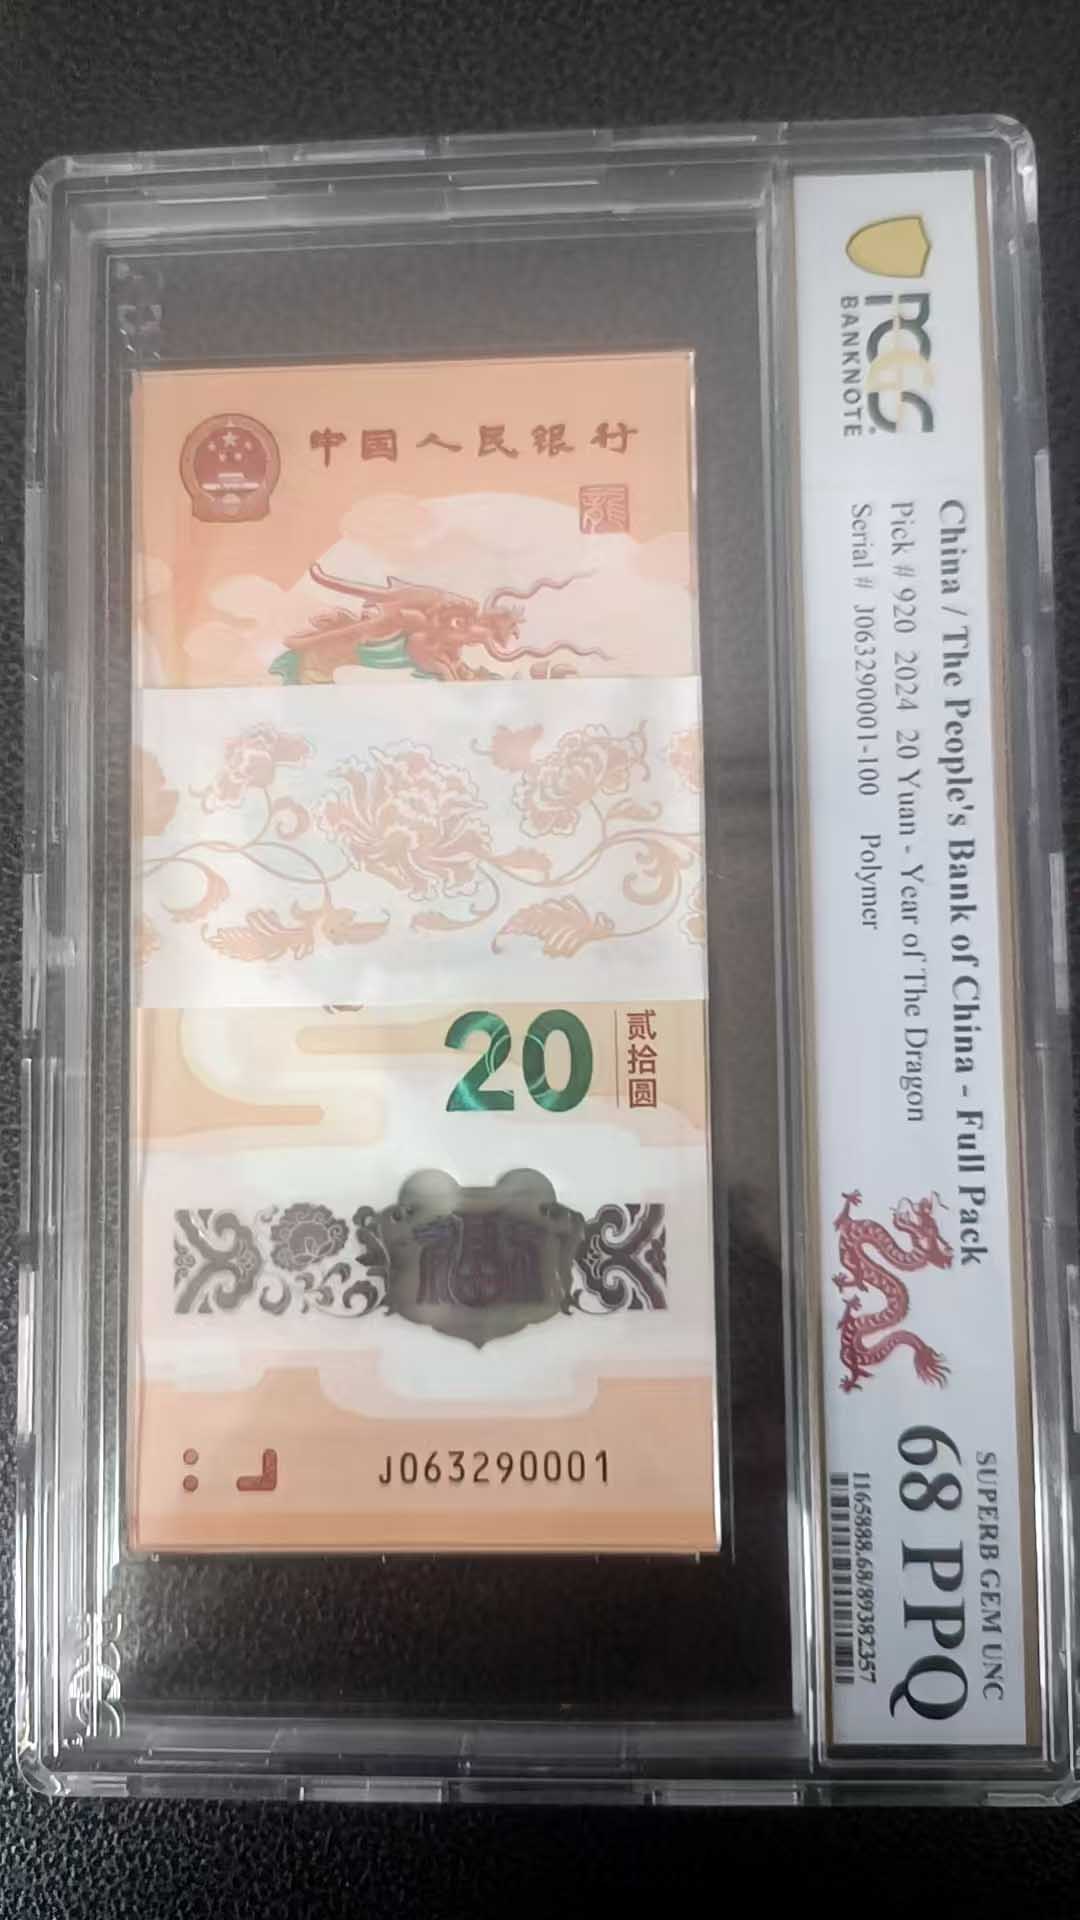 中国人民银行
龍
20
贰拾圆
福
J063290001
PCGS
BANKNOTE
China / The People's Bank of China - Full Pack
Pick # 920 2024 20 Yuan - Year of The Dragon
Serial # J063290001-100 Polymer
SUPERB GEM UNC
68 PPQ
1165888.68/89382357